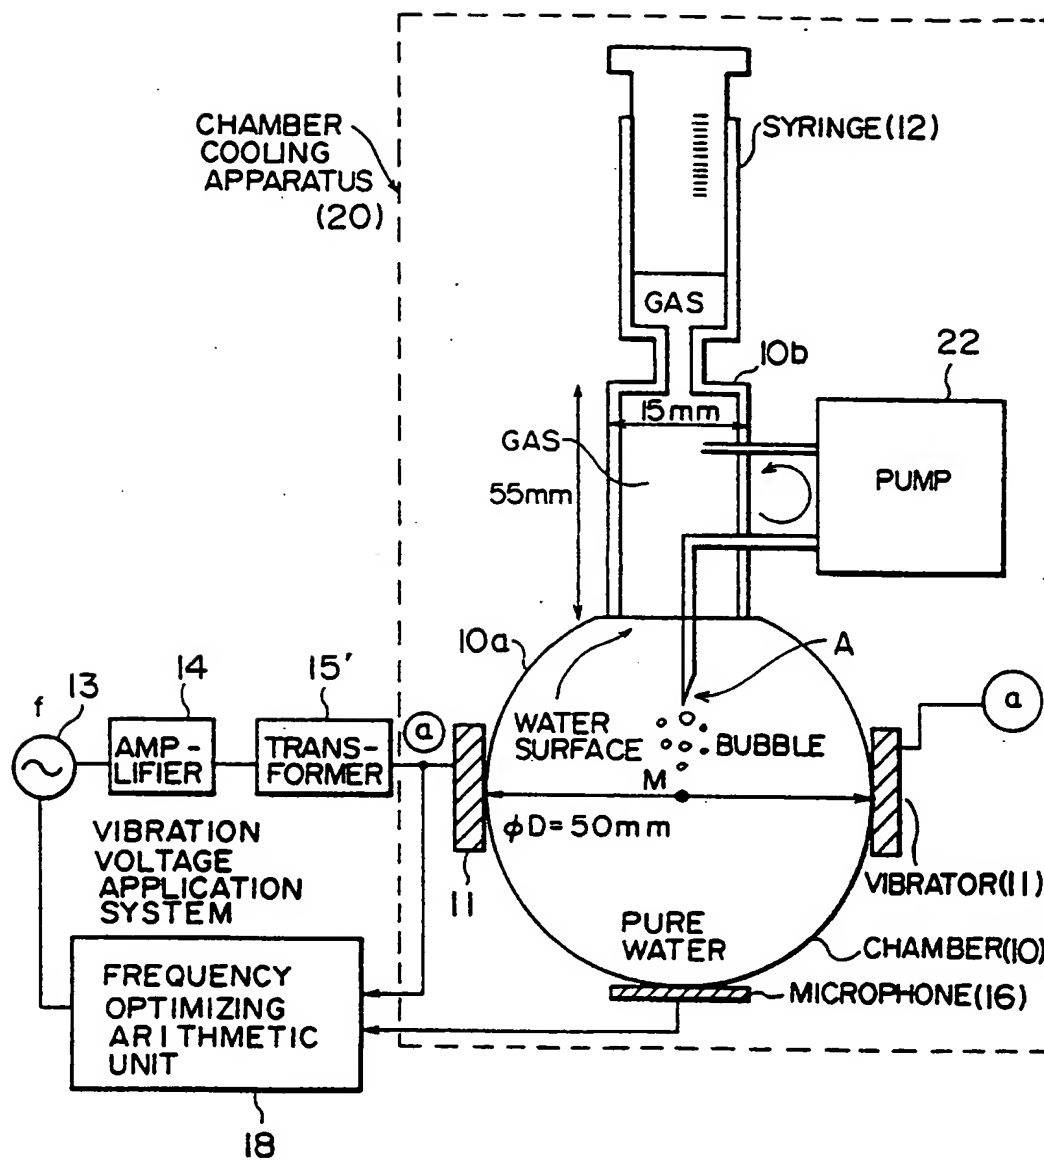 CHAMBER
COOLING
APPARATUS
(20)
SYRINGE(12)
GAS
10b
22
15mm
GAS
55mm
PUMP
10a
A
f
13
14
15'
a
a
AMP-
LIFIER
TRANS-
FORMER
WATER
SURFACE
BUBBLE
M
φD=50mm
11
VIBRATOR(11)
VIBRATION
VOLTAGE
APPLICATION
SYSTEM
PURE
WATER
CHAMBER(10)
MICROPHONE(16)
FREQUENCY
OPTIMIZING
ARITHMETIC
UNIT
18